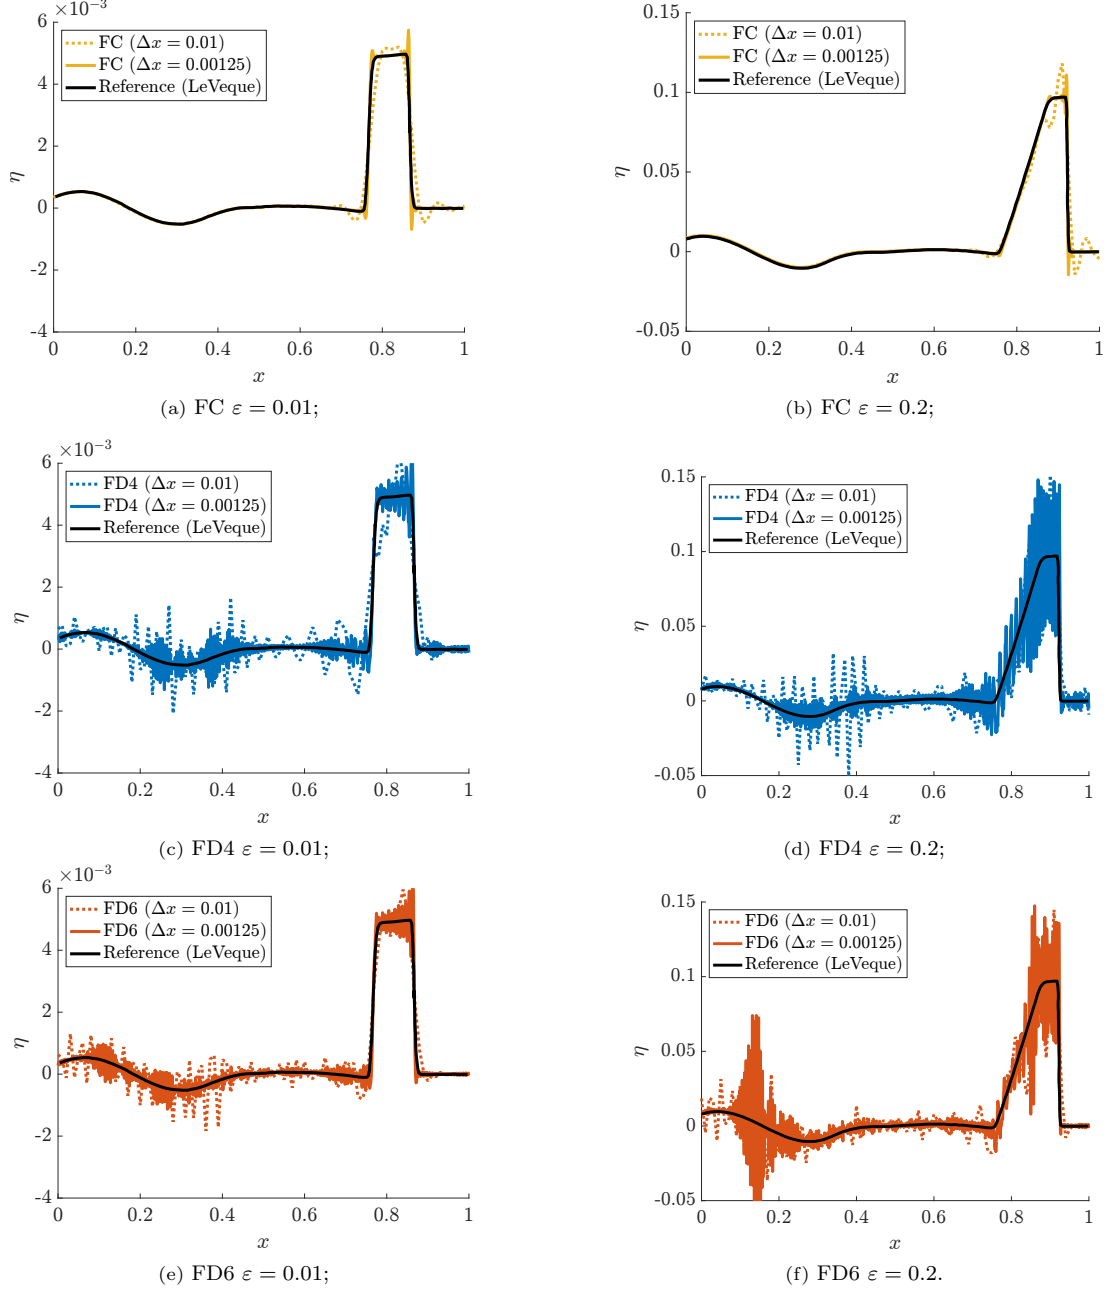 ×10⁻³
6
4
2
0
-2
-4
η
FC (Δx = 0.01)
FC (Δx = 0.00125)
Reference (LeVeque)
0 0.2 0.4 0.6 0.8 1
x
(a) FC ε = 0.01;
0.15
0.1
0.05
0
-0.05
η
FC (Δx = 0.01)
FC (Δx = 0.00125)
Reference (LeVeque)
0 0.2 0.4 0.6 0.8 1
x
(b) FC ε = 0.2;
×10⁻³
6
4
2
0
-2
-4
η
FD4 (Δx = 0.01)
FD4 (Δx = 0.00125)
Reference (LeVeque)
0 0.2 0.4 0.6 0.8 1
x
(c) FD4 ε = 0.01;
0.15
0.1
0.05
0
-0.05
η
FD4 (Δx = 0.01)
FD4 (Δx = 0.00125)
Reference (LeVeque)
0 0.2 0.4 0.6 0.8 1
x
(d) FD4 ε = 0.2;
×10⁻³
6
4
2
0
-2
-4
η
FD6 (Δx = 0.01)
FD6 (Δx = 0.00125)
Reference (LeVeque)
0 0.2 0.4 0.6 0.8 1
x
(e) FD6 ε = 0.01;
0.15
0.1
0.05
0
-0.05
η
FD6 (Δx = 0.01)
FD6 (Δx = 0.00125)
Reference (LeVeque)
0 0.2 0.4 0.6 0.8 1
x
(f) FD6 ε = 0.2.